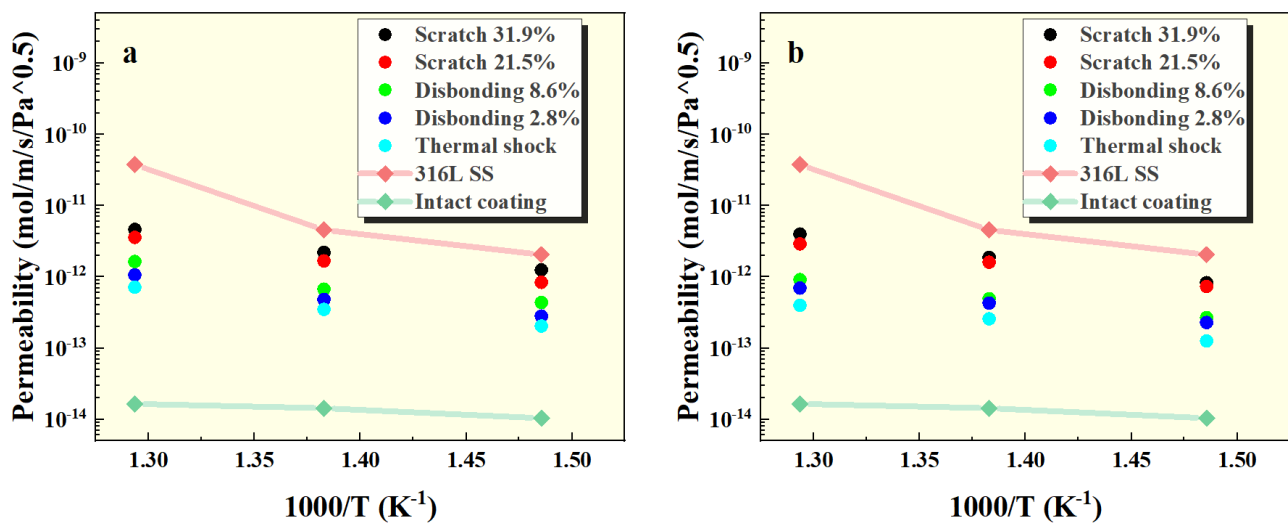 a
Scratch 31.9%
Scratch 21.5%
Disbonding 8.6%
Disbonding 2.8%
Thermal shock
316L SS
Intact coating
Permeability (mol/m/s/Pa^0.5)
10⁻⁹
10⁻¹⁰
10⁻¹¹
10⁻¹²
10⁻¹³
10⁻¹⁴
1.30 1.35 1.40 1.45 1.50
1000/T (K⁻¹)
b
Scratch 31.9%
Scratch 21.5%
Disbonding 8.6%
Disbonding 2.8%
Thermal shock
316L SS
Intact coating
Permeability (mol/m/s/Pa^0.5)
10⁻⁹
10⁻¹⁰
10⁻¹¹
10⁻¹²
10⁻¹³
10⁻¹⁴
1.30 1.35 1.40 1.45 1.50
1000/T (K⁻¹)